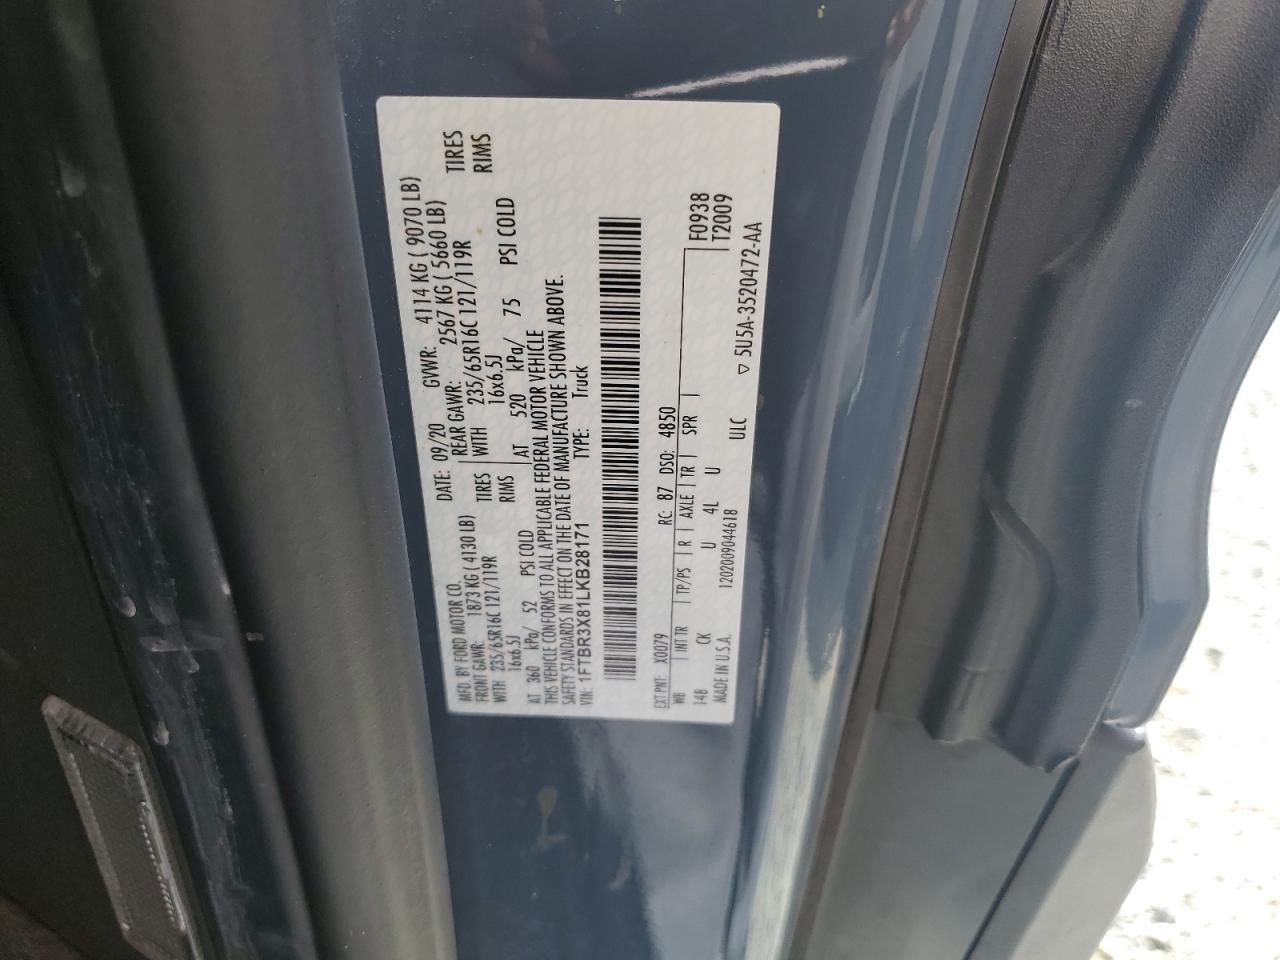 MFD. BY FORD MOTOR CO. DATE: 09/20 GVWR: 4114 KG ( 9070 LB)
FRONT GAWR: 1873 KG ( 4130 LB) REAR GAWR: 2567 KG ( 5660 LB)
WITH 235/65R16C 121/119R TIRES WITH 235/65R16C 121/119R TIRES
16x6.5J RIMS 16x6.5J RIMS
AT 360 kPa/ 52 PSI COLD AT 520 kPa/ 75 PSI COLD
THIS VEHICLE CONFORMS TO ALL APPLICABLE FEDERAL MOTOR VEHICLE
SAFETY STANDARDS IN EFFECT ON THE DATE OF MANUFACTURE SHOWN ABOVE.
VIN: 1FTBR3X81LKB28171 TYPE: Truck
EXT PNT: X0079 RC: 87 DSO: 4850 F0938
WB INT TR TP/PS R AXLE TR SPR T2009
148 CK U 4L U
MADE IN U.S.A. 1202009044618 ULC ▽ 5U5A-3520472-AA